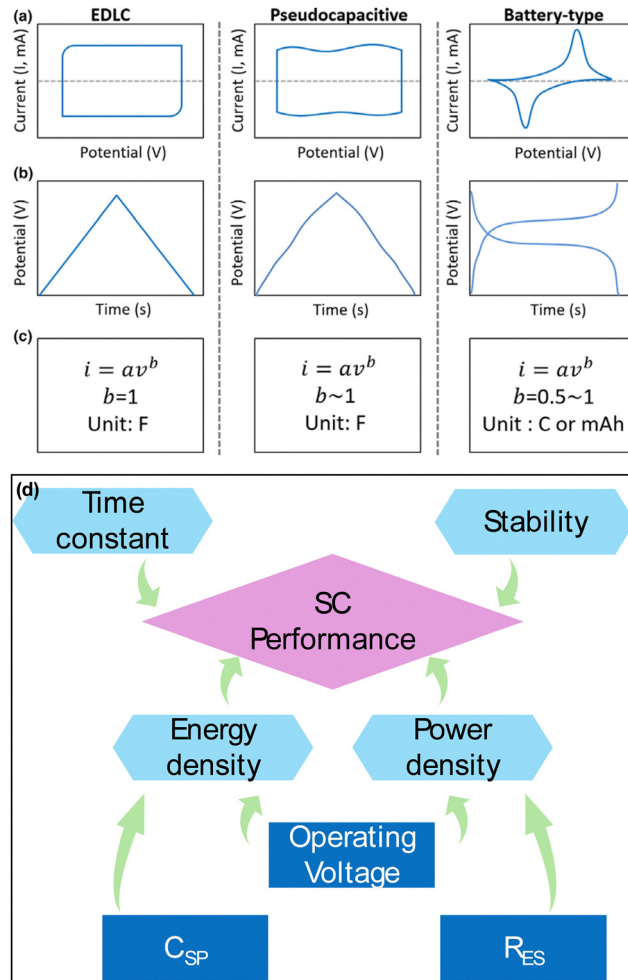 (a) EDLC Pseudocapacitive Battery-type
Current (I, mA) Current (I, mA) Current (I, mA)
Potential (V) Potential (V) Potential (V)
(b)
Potential (V) Potential (V) Potential (V)
Time (s) Time (s) Time (s)
(c)
i = av^b i = av^b i = av^b
b=1 b~1 b=0.5~1
Unit: F Unit: F Unit : C or mAh
(d)
Time
constant
Stability
SC
Performance
Energy
density
Power
density
Operating
Voltage
C_SP
R_ES